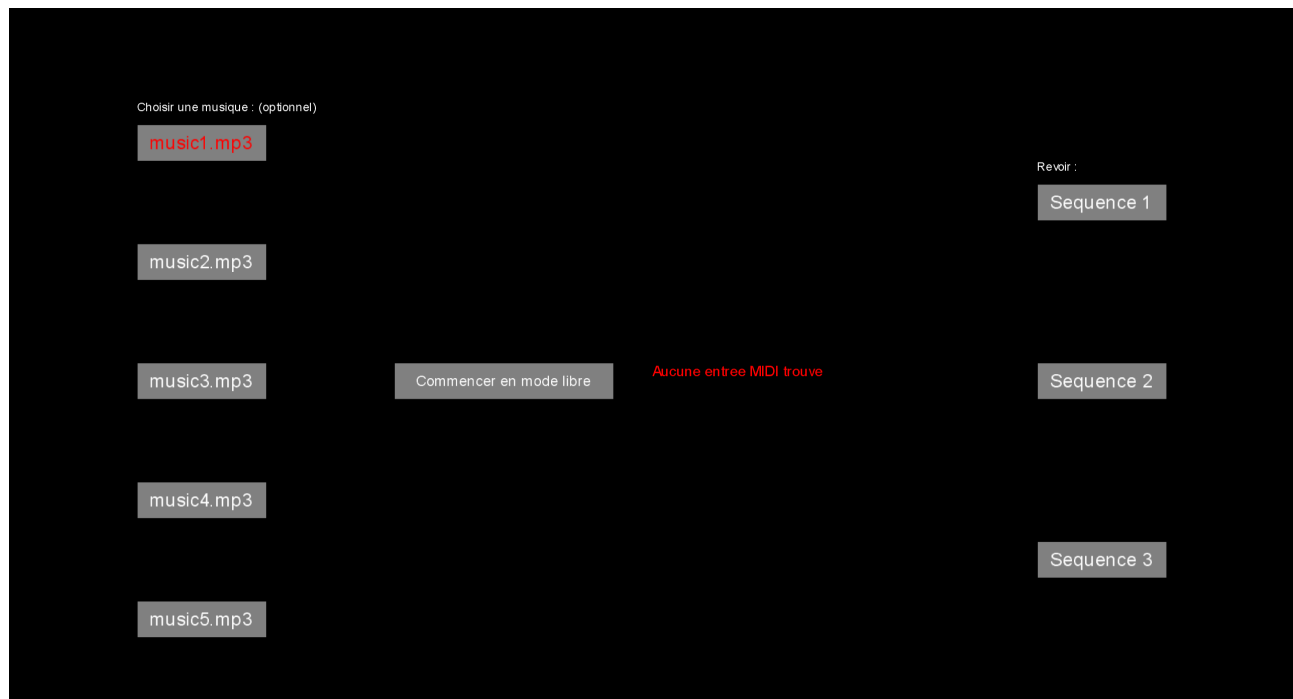 Choisir une musique : (optionnel)
music1.mp3
music2.mp3
music3.mp3
music4.mp3
music5.mp3
Commencer en mode libre
Aucune entree MIDI trouve
Revoir :
Sequence 1
Sequence 2
Sequence 3